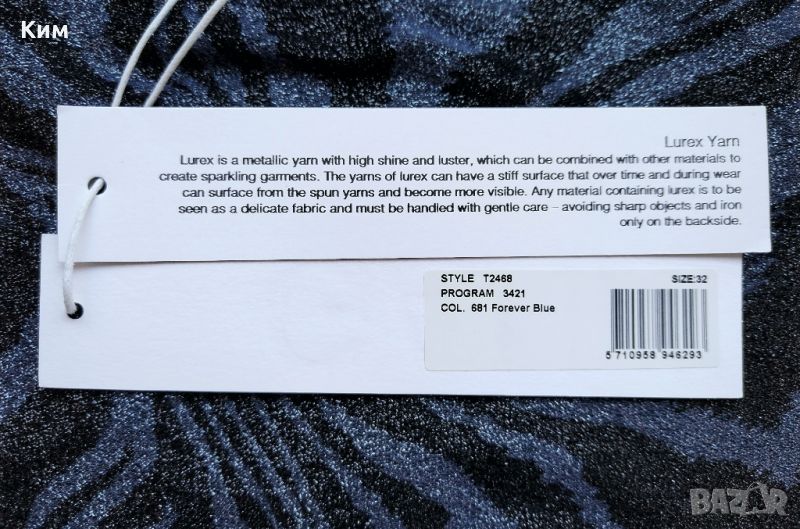 Ким
Lurex Yarn
Lurex is a metallic yarn with high shine and luster, which can be combined with other materials to
create sparkling garments. The yarns of lurex can have a stiff surface that over time and during wear
can surface from the spun yarns and become more visible. Any material containing lurex is to be
seen as a delicate fabric and must be handled with gentle care – avoiding sharp objects and iron
only on the backside.
STYLE T2468 SIZE:32
PROGRAM 3421
COL. 681 Forever Blue
5 710958 946293
BAZAR